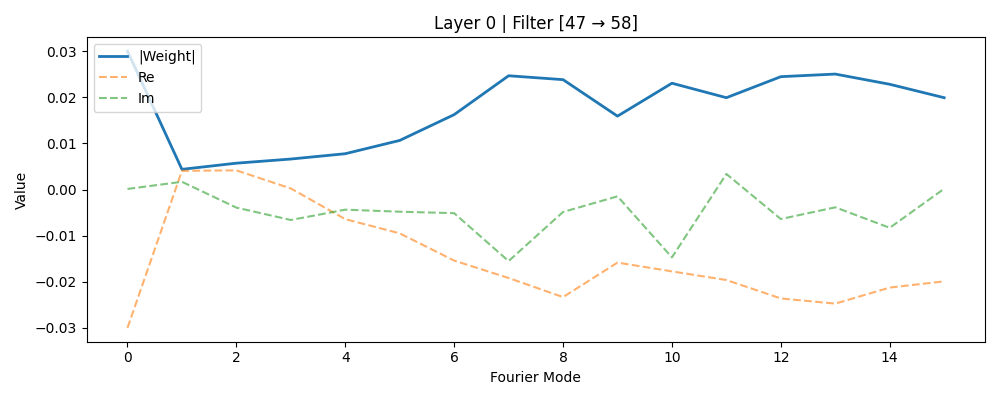 Layer 0 | Filter [47 → 58]
|Weight|
Re
Im
Value
0.03
0.02
0.01
0.00
−0.01
−0.02
−0.03
0 2 4 6 8 10 12 14
Fourier Mode